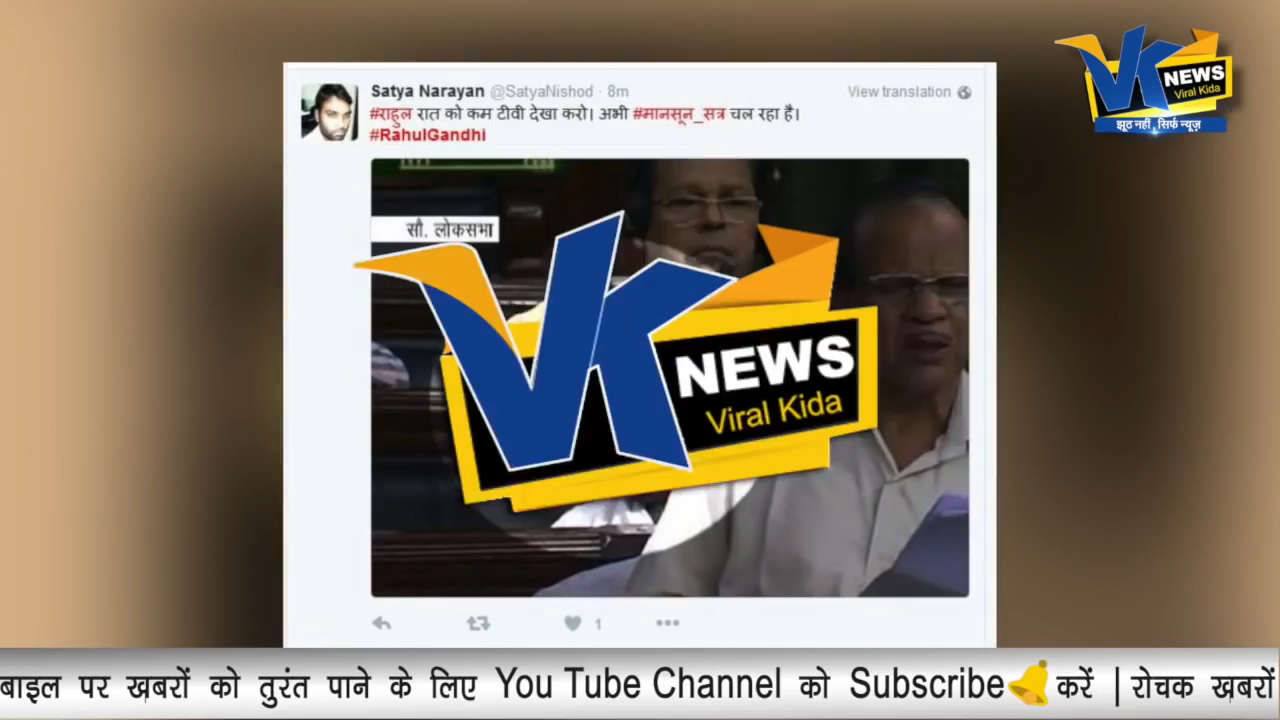 NEWS
Viral Kida
झूठ नहीं, सिर्फ न्यूज़
Satya Narayan @SatyaNishod · 8m
View translation
#राहुल रात को कम टीवी देखा करो। अभी #मानसून_सत्र चल रहा है।
#RahulGandhi
सौ. लोकसभा
VK
NEWS
Viral Kida
1
बाइल पर ख़बरों को तुरंत पाने के लिए You Tube Channel को Subscribe करें | रोचक ख़बरों